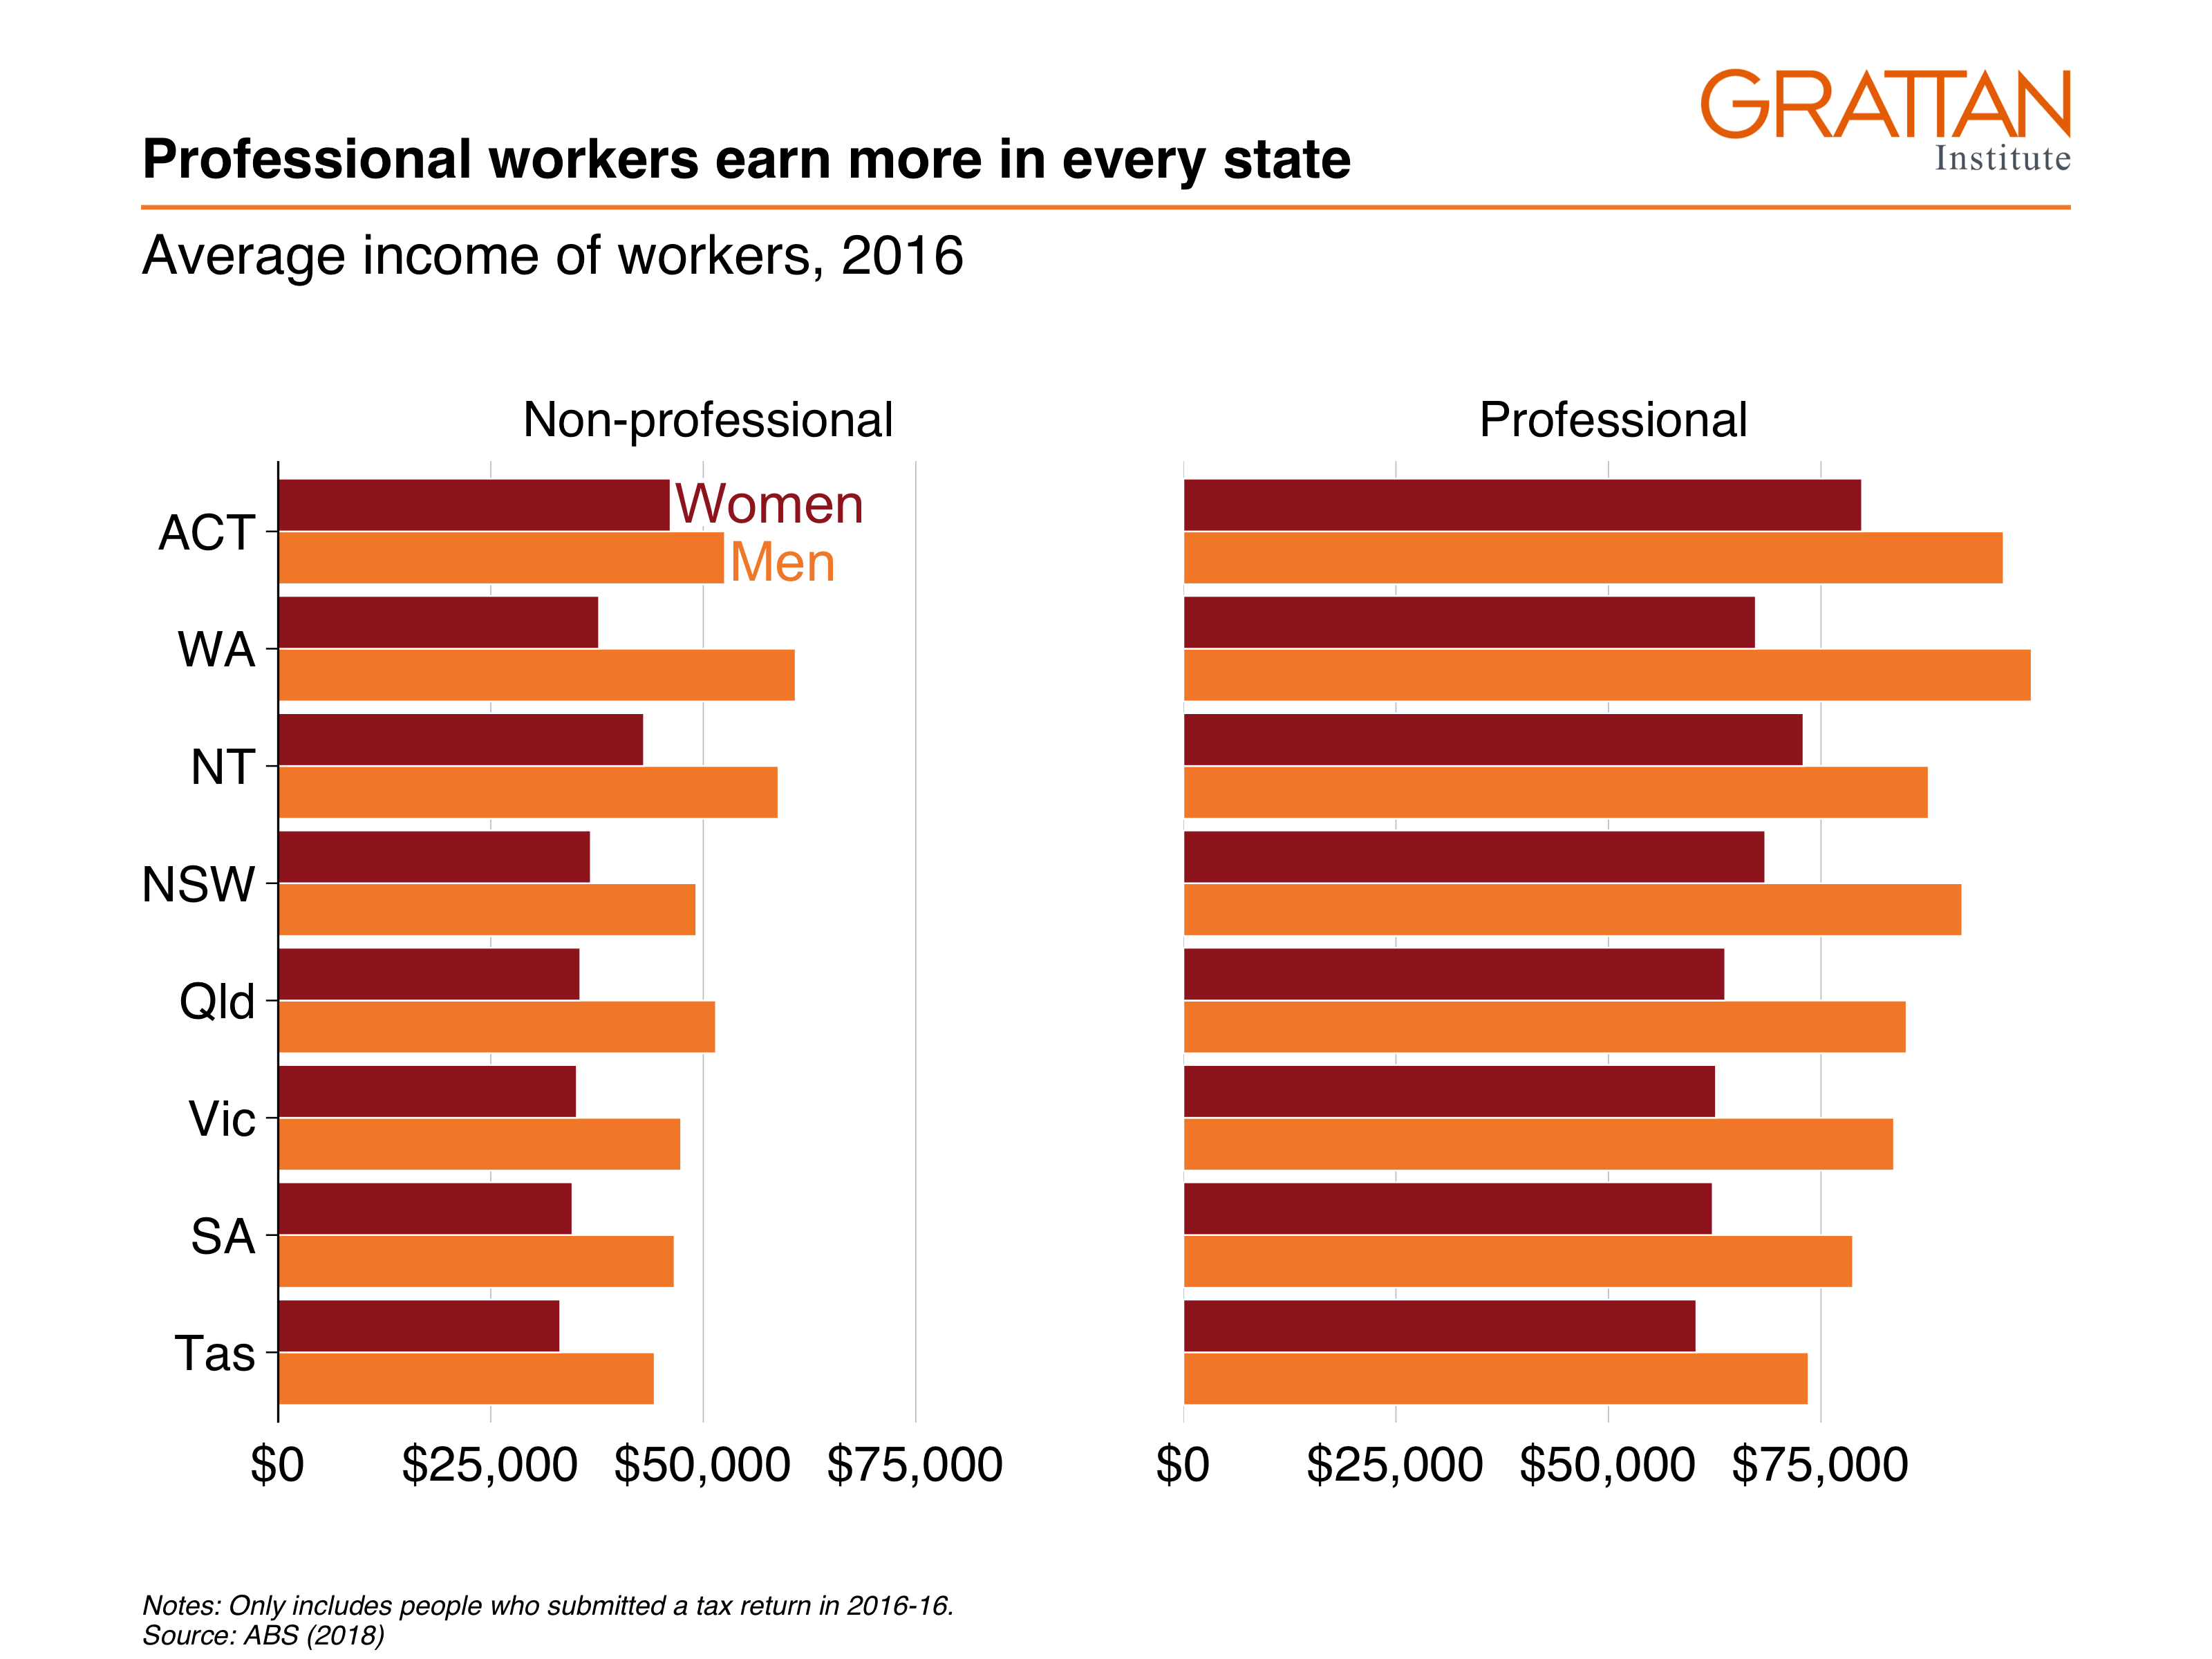 GRATTAN
Institute
Professional workers earn more in every state
Average income of workers, 2016
Non-professional
Professional
ACT
Women
Men
WA
NT
NSW
Qld
Vic
SA
Tas
$0 $25,000 $50,000 $75,000
$0 $25,000 $50,000 $75,000
Notes: Only includes people who submitted a tax return in 2016-16.
Source: ABS (2018)